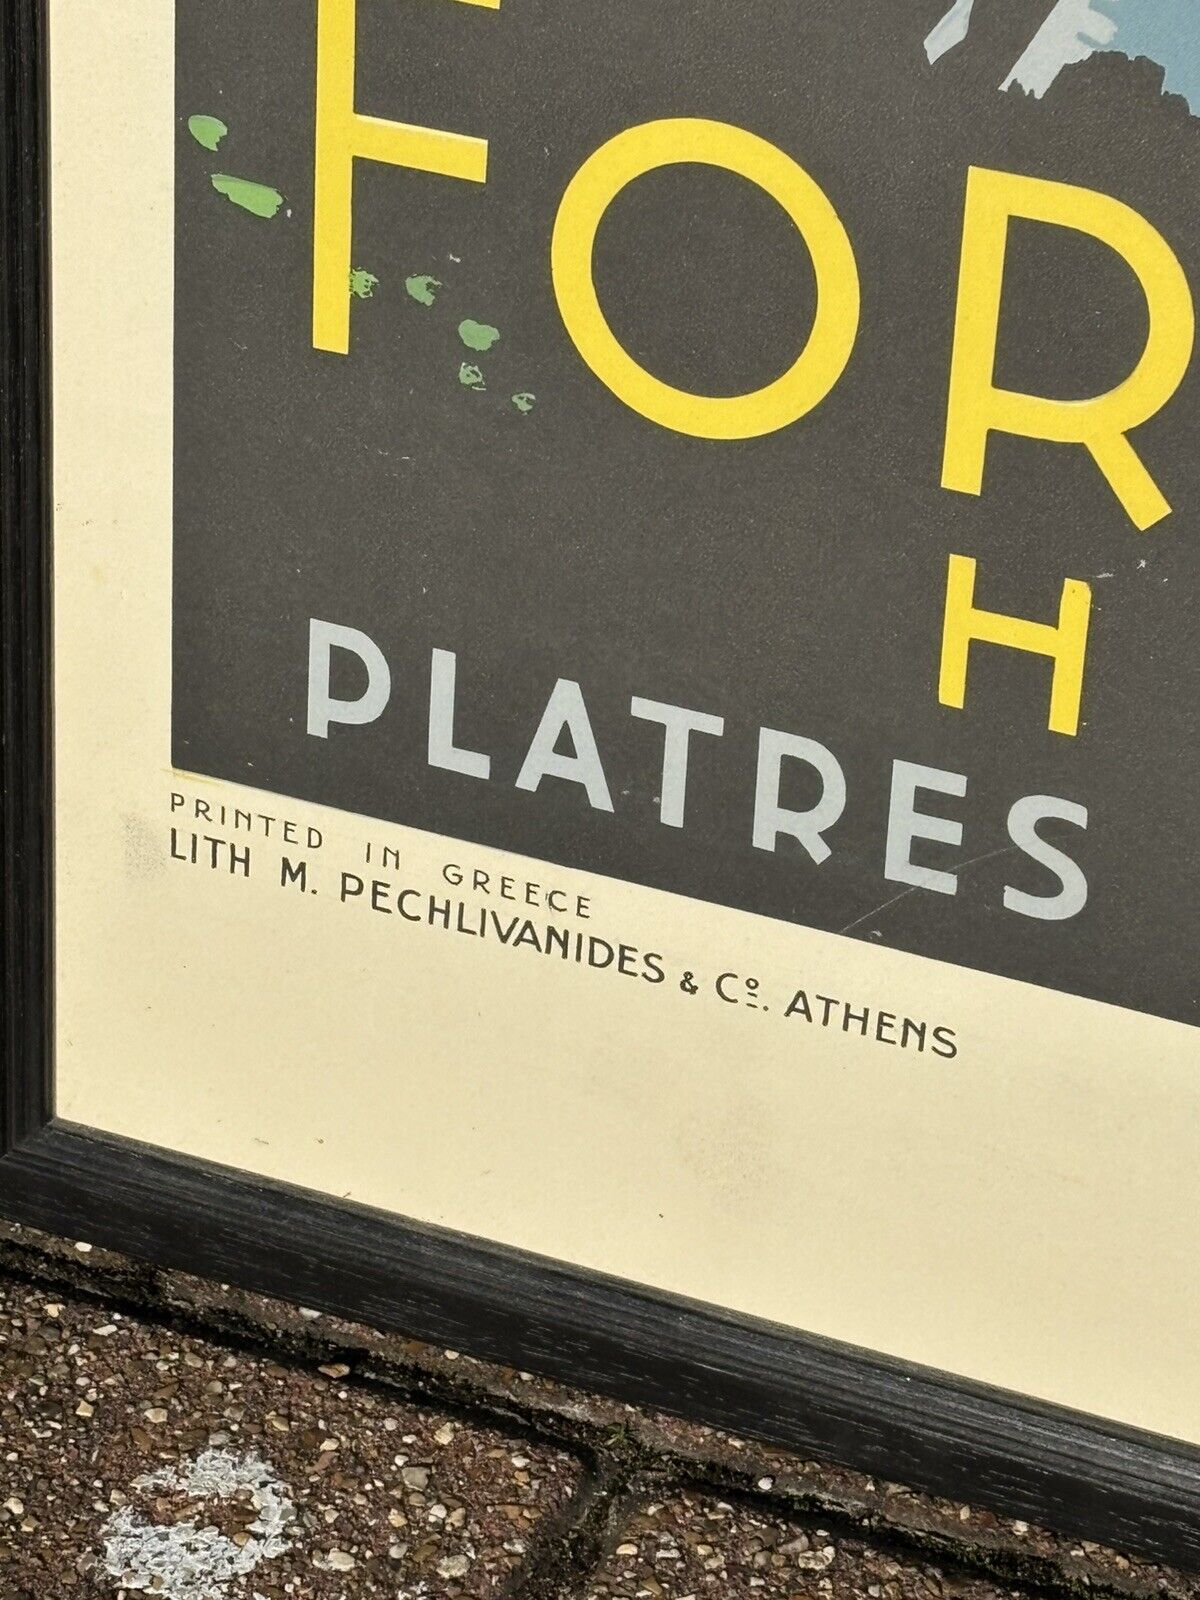 FOR
H
PLATRES
PRINTED IN GREECE
LITH M. PECHLIVANIDES & Cº. ATHENS